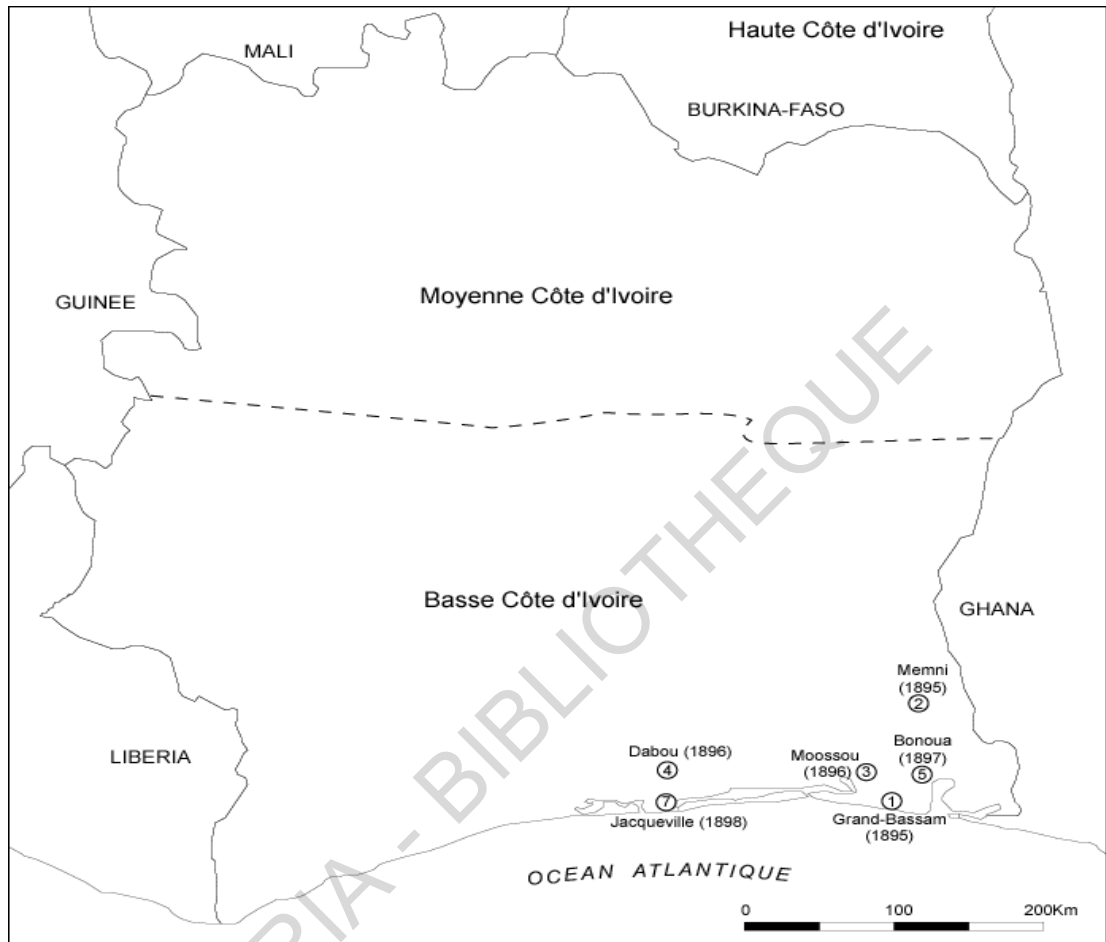 Haute Côte d'Ivoire
MALI
BURKINA-FASO
GUINEE
Moyenne Côte d'Ivoire
Basse Côte d'Ivoire
GHANA
LIBERIA
Memni
(1895)
2
Bonoua
(1897)
5
Moossou
(1896)
3
Dabou (1896)
4
7
Jacqueville (1898)
1
Grand-Bassam
(1895)
OCEAN ATLANTIQUE
0 100 200Km
RIA - BIBLIOTHEQUE